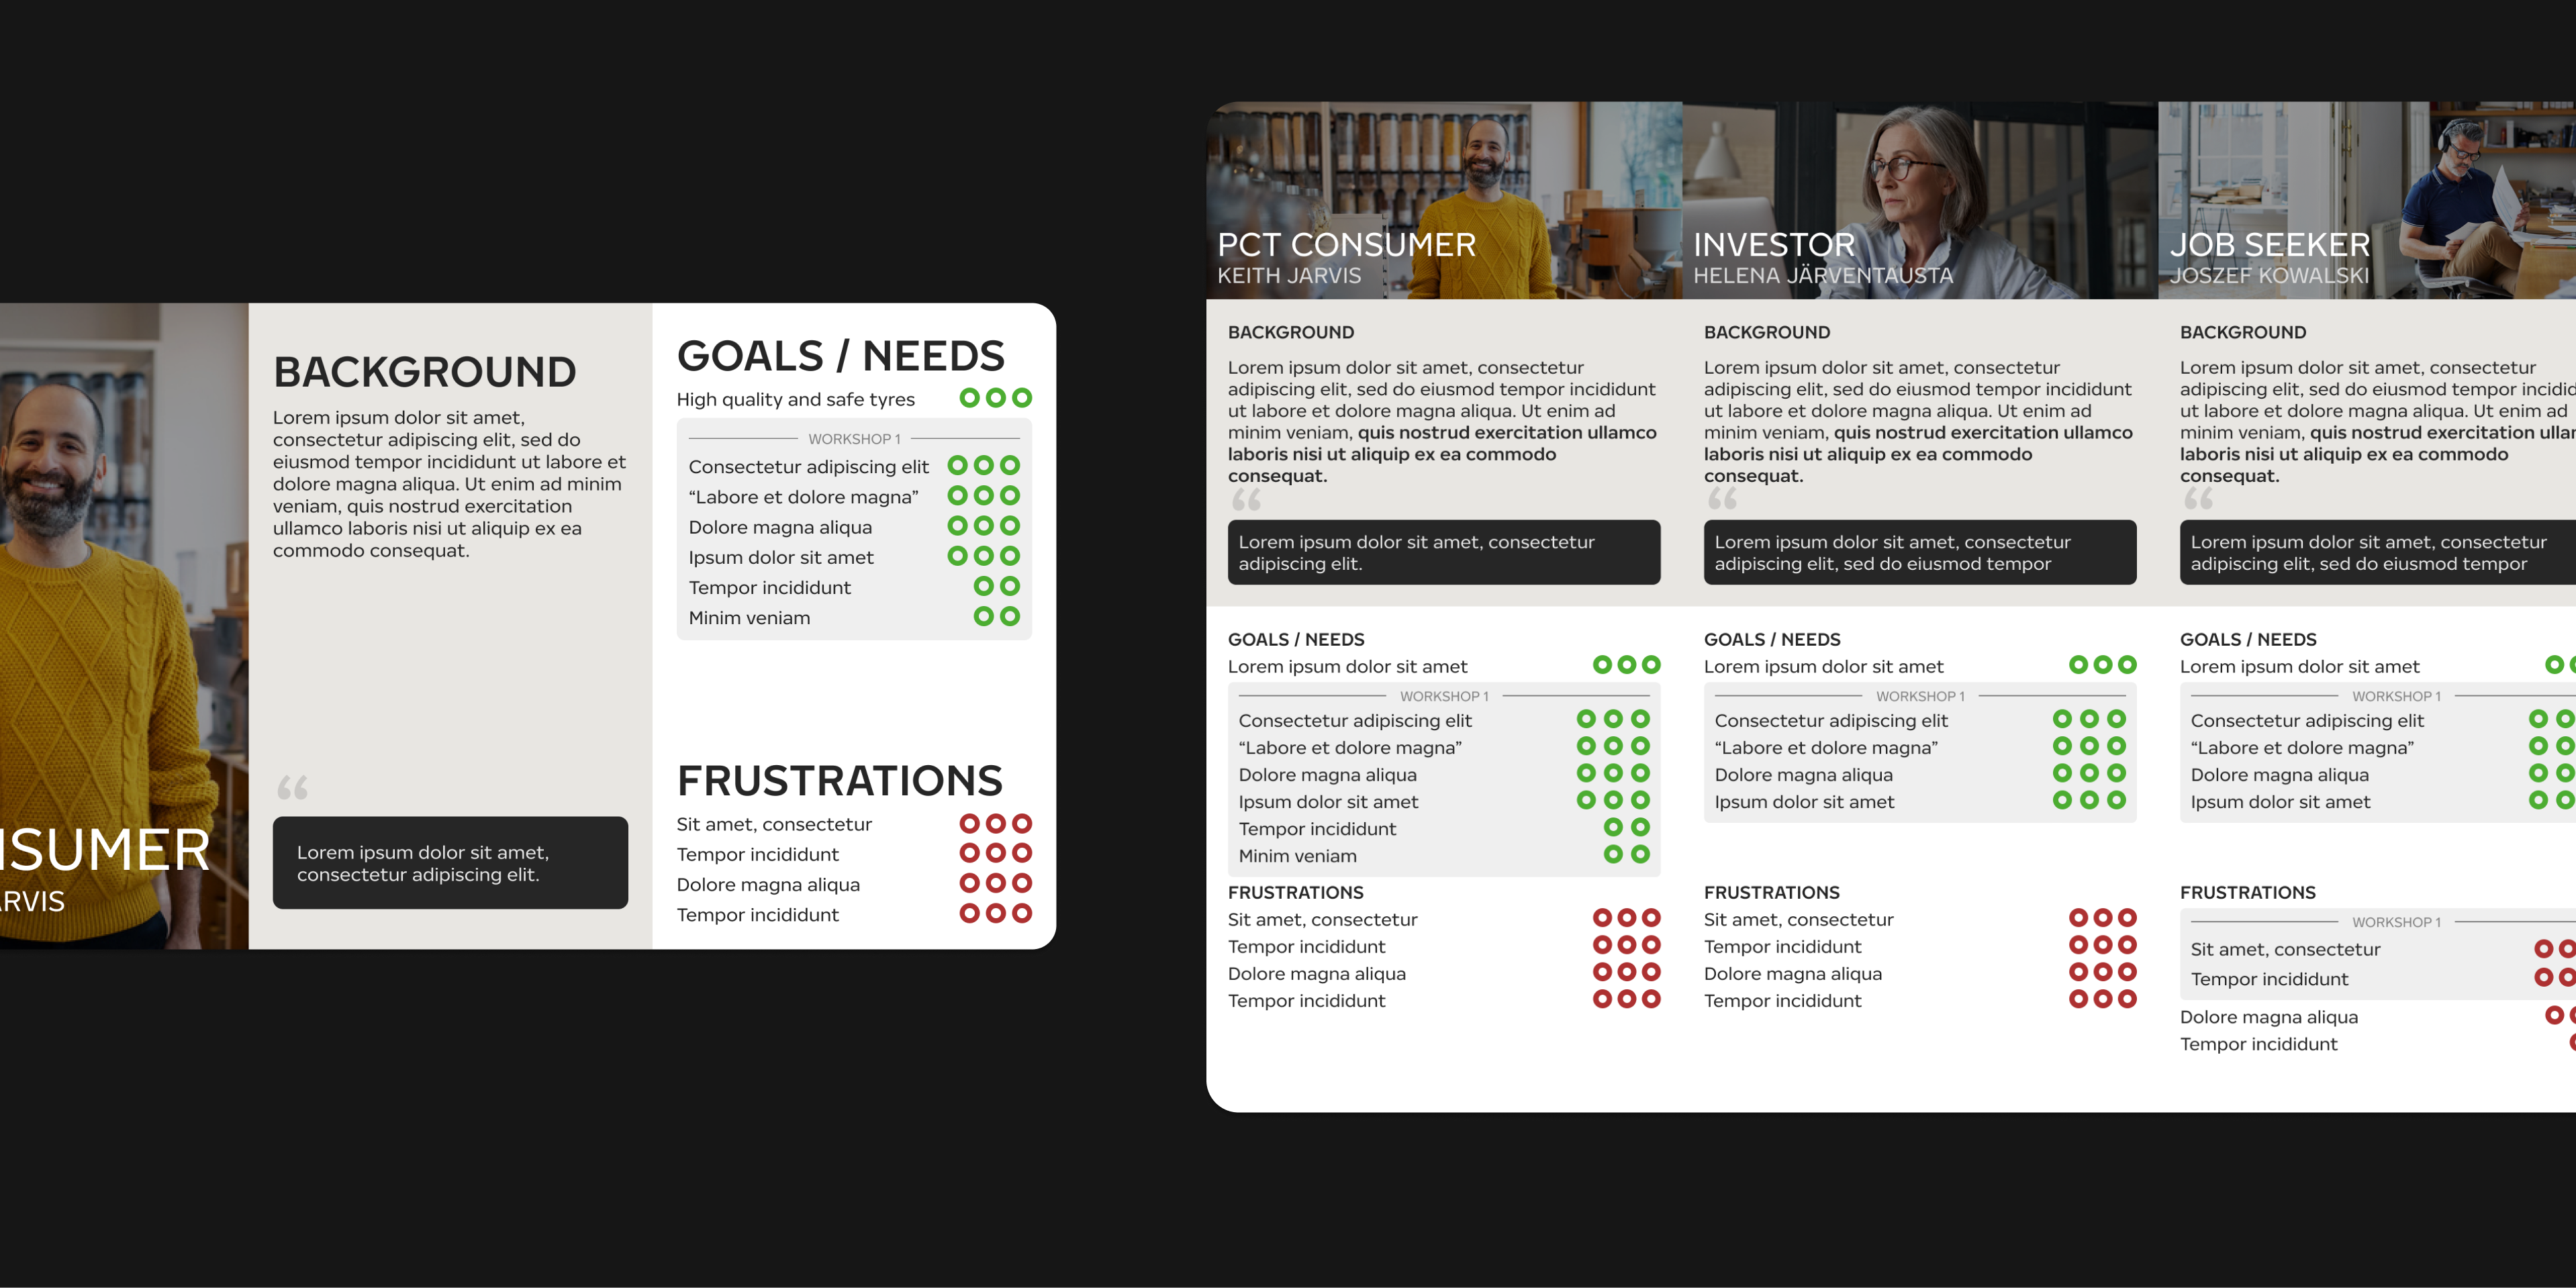 NSUMER
ARVIS
BACKGROUND
Lorem ipsum dolor sit amet,
consectetur adipiscing elit, sed do
eiusmod tempor incididunt ut labore et
dolore magna aliqua. Ut enim ad minim
veniam, quis nostrud exercitation
ullamco laboris nisi ut aliquip ex ea
commodo consequat.
“
Lorem ipsum dolor sit amet,
consectetur adipiscing elit.
GOALS / NEEDS
High quality and safe tyres
WORKSHOP 1
Consectetur adipiscing elit
“Labore et dolore magna”
Dolore magna aliqua
Ipsum dolor sit amet
Tempor incididunt
Minim veniam
FRUSTRATIONS
Sit amet, consectetur
Tempor incididunt
Dolore magna aliqua
Tempor incididunt
PCT CONSUMER
KEITH JARVIS
BACKGROUND
Lorem ipsum dolor sit amet, consectetur
adipiscing elit, sed do eiusmod tempor incididunt
ut labore et dolore magna aliqua. Ut enim ad
minim veniam, quis nostrud exercitation ullamco
laboris nisi ut aliquip ex ea commodo
consequat.
“
Lorem ipsum dolor sit amet, consectetur
adipiscing elit.
GOALS / NEEDS
Lorem ipsum dolor sit amet
WORKSHOP 1
Consectetur adipiscing elit
“Labore et dolore magna”
Dolore magna aliqua
Ipsum dolor sit amet
Tempor incididunt
Minim veniam
FRUSTRATIONS
Sit amet, consectetur
Tempor incididunt
Dolore magna aliqua
Tempor incididunt
INVESTOR
HELENA JÄRVENTAUSTA
BACKGROUND
Lorem ipsum dolor sit amet, consectetur
adipiscing elit, sed do eiusmod tempor incididunt
ut labore et dolore magna aliqua. Ut enim ad
minim veniam, quis nostrud exercitation ullamco
laboris nisi ut aliquip ex ea commodo
consequat.
“
Lorem ipsum dolor sit amet, consectetur
adipiscing elit, sed do eiusmod tempor
GOALS / NEEDS
Lorem ipsum dolor sit amet
WORKSHOP 1
Consectetur adipiscing elit
“Labore et dolore magna”
Dolore magna aliqua
Ipsum dolor sit amet
FRUSTRATIONS
Sit amet, consectetur
Tempor incididunt
Dolore magna aliqua
Tempor incididunt
JOB SEEKER
JOSZEF KOWALSKI
BACKGROUND
Lorem ipsum dolor sit amet, consectetur
adipiscing elit, sed do eiusmod tempor incidid
ut labore et dolore magna aliqua. Ut enim ad
minim veniam, quis nostrud exercitation ullam
laboris nisi ut aliquip ex ea commodo
consequat.
“
Lorem ipsum dolor sit amet, consectetur
adipiscing elit, sed do eiusmod tempor
GOALS / NEEDS
Lorem ipsum dolor sit amet
WORKSHOP 1
Consectetur adipiscing elit
“Labore et dolore magna”
Dolore magna aliqua
Ipsum dolor sit amet
FRUSTRATIONS
WORKSHOP 1
Sit amet, consectetur
Tempor incididunt
Dolore magna aliqua
Tempor incididunt